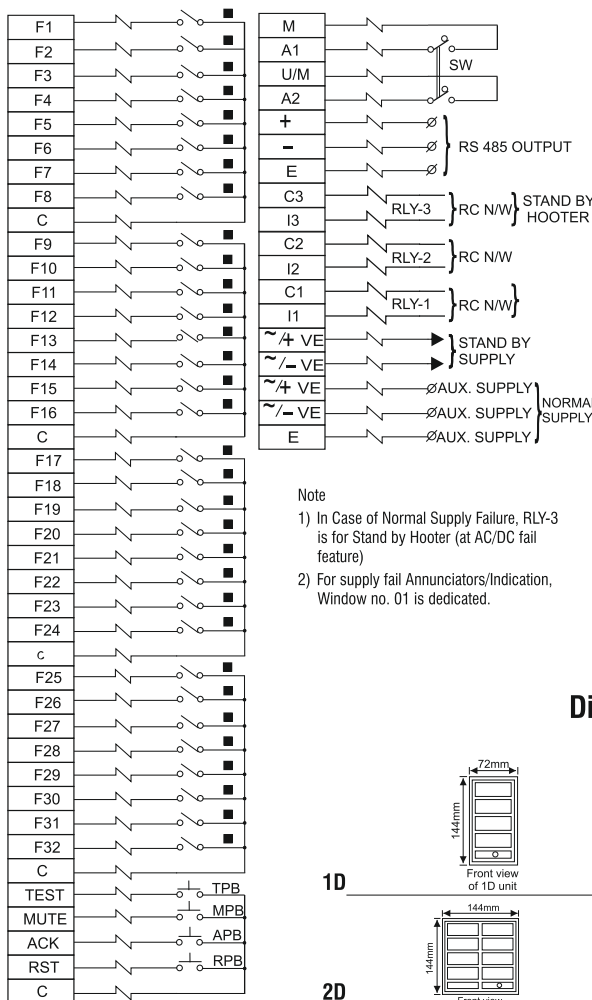 F1
F2
F3
F4
F5
F6
F7
F8
C
F9
F10
F11
F12
F13
F14
F15
F16
C
F17
F18
F19
F20
F21
F22
F23
F24
C
F25
F26
F27
F28
F29
F30
F31
F32
C
TEST TPB
MUTE MPB
ACK APB
RST RPB
C
M
A1
SW
U/M
A2
+
–
RS 485 OUTPUT
E
C3
RLY-3 RC N/W STAND BY
HOOTER
I3
C2
RLY-2 RC N/W
I2
C1
RLY-1 RC N/W
I1
~/+ VE STAND BY
~/– VE SUPPLY
~/+ VE AUX. SUPPLY
NORMAL
~/– VE AUX. SUPPLY SUPPLY
E AUX. SUPPLY
Note
1) In Case of Normal Supply Failure, RLY-3
is for Stand by Hooter (at AC/DC fail
feature)
2) For supply fail Annunciators/Indication,
Window no. 01 is dedicated.
Di
72mm
144mm
Front view
of 1D unit
1D
144mm
144mm
Front view
2D